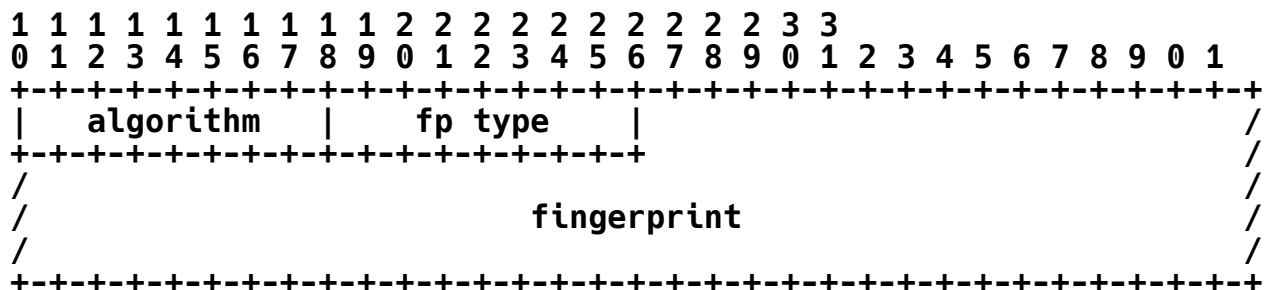 1 1 1 1 1 1 1 1 1 1 2 2 2 2 2 2 2 2 2 2 3 3
0 1 2 3 4 5 6 7 8 9 0 1 2 3 4 5 6 7 8 9 0 1 2 3 4 5 6 7 8 9 0 1
+-+-+-+-+-+-+-+-+-+-+-+-+-+-+-+-+-+-+-+-+-+-+-+-+-+-+-+-+-+-+-+-+
|   algorithm   |    fp type    |                               /
+-+-+-+-+-+-+-+-+-+-+-+-+-+-+-+-+                               /
/                                                               /
/                          fingerprint                          /
/                                                               /
+-+-+-+-+-+-+-+-+-+-+-+-+-+-+-+-+-+-+-+-+-+-+-+-+-+-+-+-+-+-+-+-+